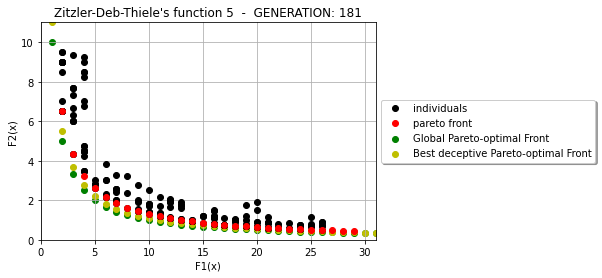 Zitzler-Deb-Thiele's function 5 - GENERATION: 181
F2(x)
10
8
6
4
2
0
0 5 10 15 20 25 30
F1(x)
individuals
pareto front
Global Pareto-optimal Front
Best deceptive Pareto-optimal Front